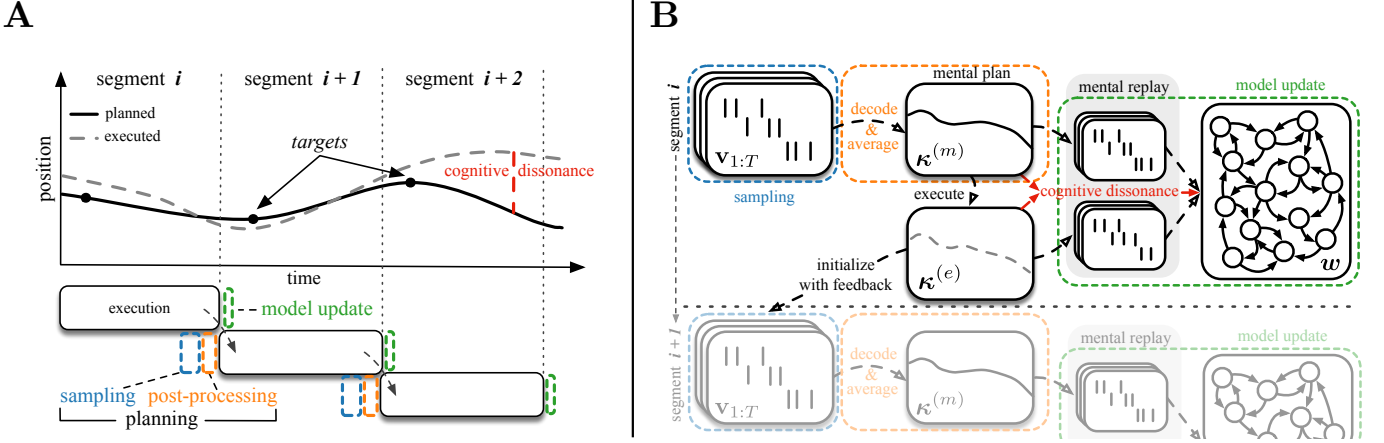 A
segment i
segment i + 1
segment i + 2
planned
executed
targets
position
cognitive dissonance
time
execution
model update
sampling
post-processing
planning
B
segment i
mental plan
mental replay
model update
decode
&
average
v1:T
κ(m)
sampling
execute
cognitive dissonance
κ(e)
w
initialize
with feedback
segment i + 1
mental replay
model update
decode
&
average
v1:T
κ(m)